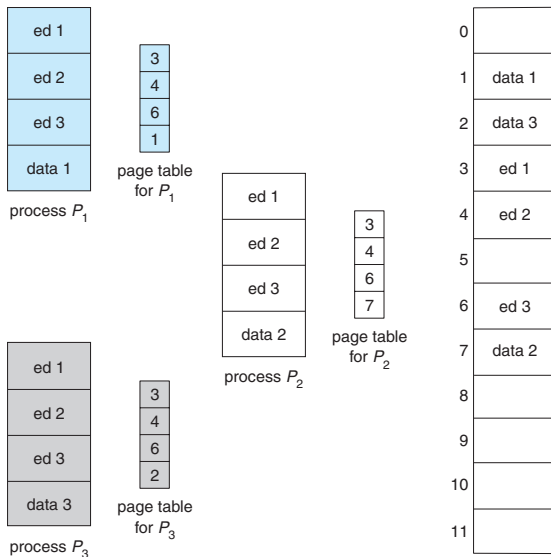 ed 1
ed 2
ed 3
data 1
process P1
3
4
6
1
page table
for P1
ed 1
ed 2
ed 3
data 2
process P2
3
4
6
7
page table
for P2
ed 1
ed 2
ed 3
data 3
process P3
3
4
6
2
page table
for P3
0
1 data 1
2 data 3
3 ed 1
4 ed 2
5
6 ed 3
7 data 2
8
9
10
11